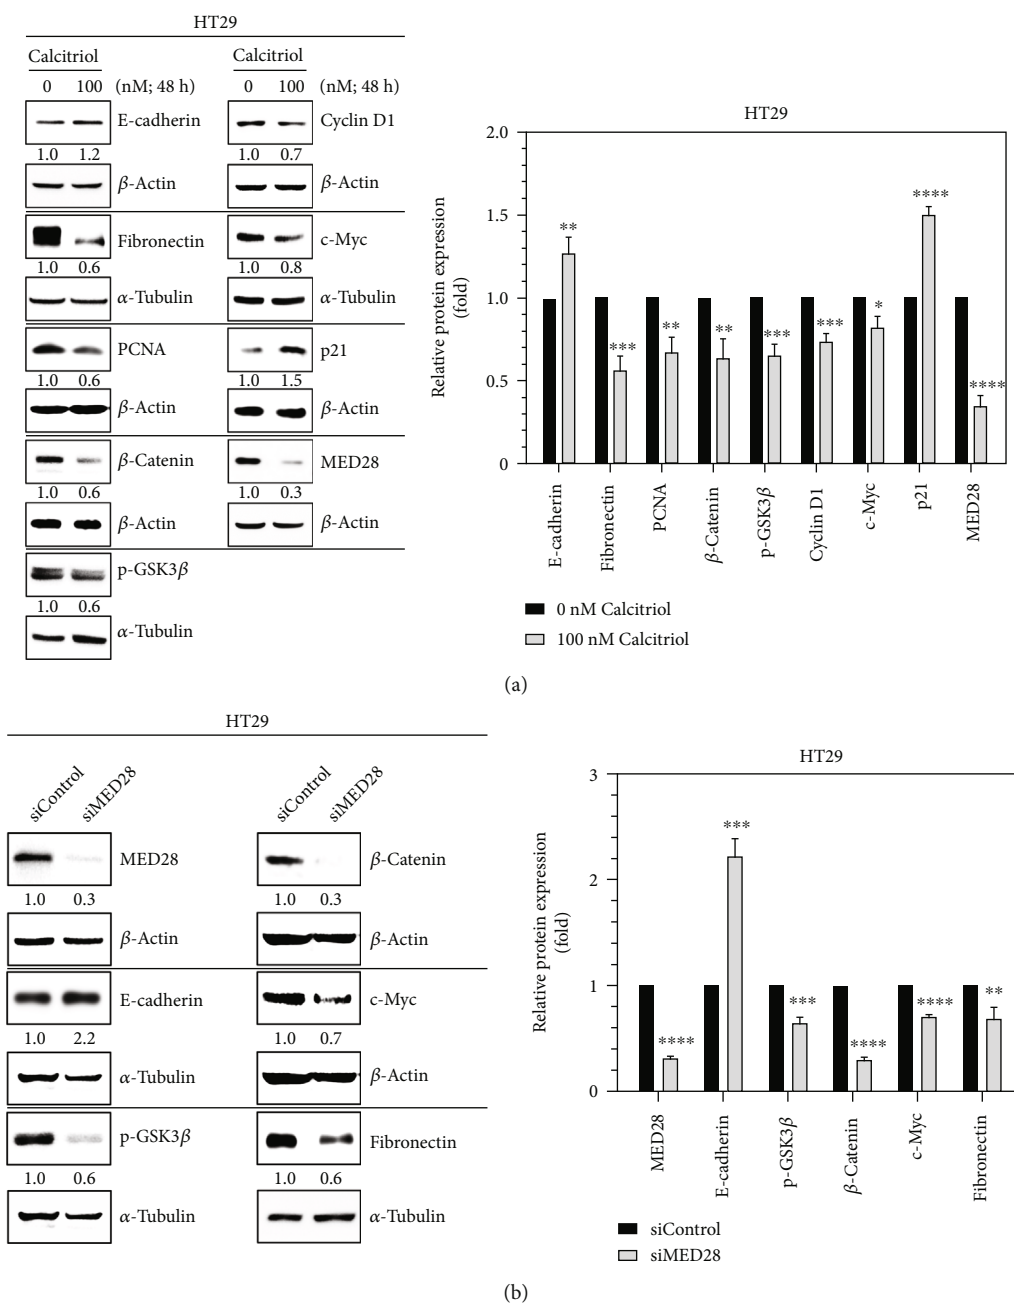 HT29
Calcitriol
0 100 (nM; 48 h)
E-cadherin
1.0 1.2
β-Actin
Fibronectin
1.0 0.6
α-Tubulin
PCNA
1.0 0.6
β-Actin
β-Catenin
1.0 0.6
β-Actin
p-GSK3β
1.0 0.6
α-Tubulin
Calcitriol
0 100 (nM; 48 h)
Cyclin D1
1.0 0.7
β-Actin
c-Myc
1.0 0.8
α-Tubulin
p21
1.0 1.5
β-Actin
MED28
1.0 0.3
β-Actin
HT29
Relative protein expression
(fold)
2.0
1.5
1.0
0.5
0
** *** ** ** *** *** * **** ****
E-cadherin
Fibronectin
PCNA
β-Catenin
p-GSK3β
Cyclin D1
c-Myc
p21
MED28
0 nM Calcitriol
100 nM Calcitriol
(a)
HT29
siControl siMED28
MED28
1.0 0.3
β-Actin
E-cadherin
1.0 2.2
α-Tubulin
p-GSK3β
1.0 0.6
α-Tubulin
siControl siMED28
β-Catenin
1.0 0.3
β-Actin
c-Myc
1.0 0.7
β-Actin
Fibronectin
1.0 0.6
α-Tubulin
HT29
Relative protein expression
(fold)
3
2
1
0
**** *** *** **** **** **
MED28
E-cadherin
p-GSK3β
β-Catenin
c-Myc
Fibronectin
siControl
siMED28
(b)